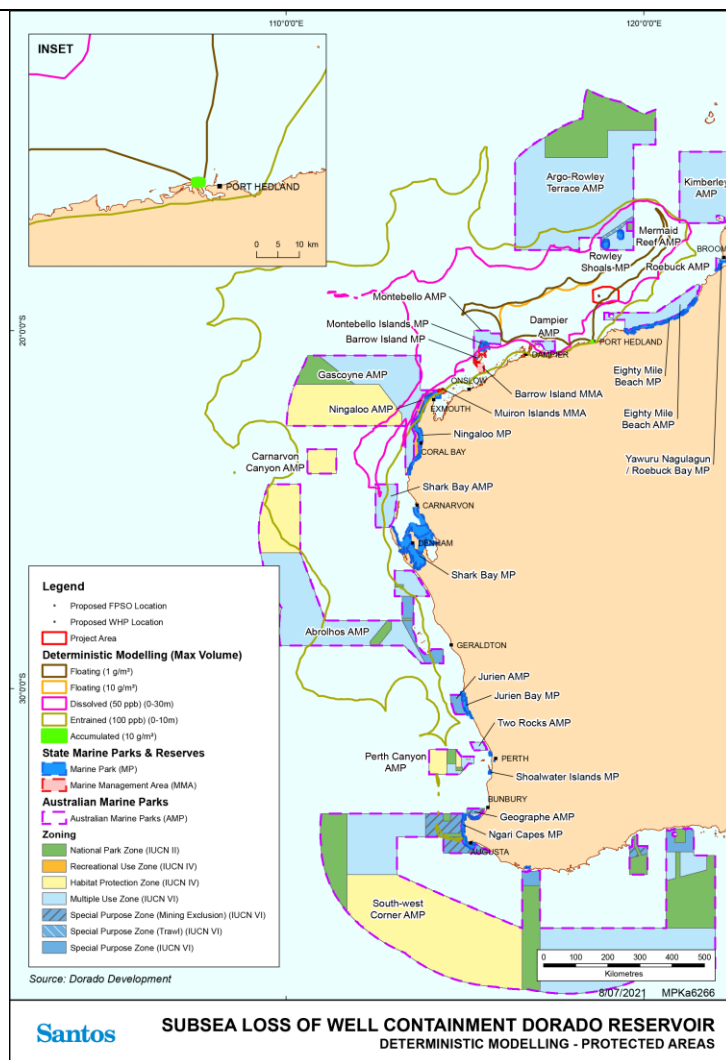 110°0'0"E
120°0'0"E
INSET
PORT HEDLAND
0 5 10 km
Argo-Rowley
Terrace AMP
Kimberley
AMP
Mermaid
Reef AMP
BROOM
Rowley
Shoals-MP
Roebuck AMP
Montebello AMP
20°0'0"S
Montebello Islands MP
Dampier
AMP
Barrow Island MP
DAMPIER
PORT HEDLAND
Gascoyne AMP
ONSLOW
Barrow Island MMA
Eighty Mile
Beach MP
Ningaloo AMP
EXMOUTH
Muiron Islands MMA
Eighty Mile
Beach AMP
Ningaloo MP
Carnarvon
Canyon AMP
CORAL BAY
Yawuru Nagulagun
/ Roebuck Bay MP
Shark Bay AMP
CARNARVON
DENHAM
Shark Bay MP
Abrolhos AMP
GERALDTON
30°0'0"S
Jurien AMP
Jurien Bay MP
Two Rocks AMP
Perth Canyon
AMP
PERTH
Shoalwater Islands MP
BUNBURY
Geographe AMP
Ngari Capes MP
AUGUSTA
South-west
Corner AMP
Legend
Proposed FPSO Location
Proposed WHP Location
Project Area
Deterministic Modelling (Max Volume)
Floating (1 g/m²)
Floating (10 g/m²)
Dissolved (50 ppb) (0-30m)
Entrained (100 ppb) (0-10m)
Accumulated (10 g/m²)
State Marine Parks & Reserves
Marine Park (MP)
Marine Management Area (MMA)
Australian Marine Parks
Australian Marine Parks (AMP)
Zoning
National Park Zone (IUCN II)
Recreational Use Zone (IUCN IV)
Habitat Protection Zone (IUCN IV)
Multiple Use Zone (IUCN VI)
Special Purpose Zone (Mining Exclusion) (IUCN VI)
Special Purpose Zone (Trawl) (IUCN VI)
Special Purpose Zone (IUCN VI)
Source: Dorado Development
0 100 200 300 400 500
Kilometres
8/07/2021 MPKa6266
Santos
SUBSEA LOSS OF WELL CONTAINMENT DORADO RESERVOIR
DETERMINISTIC MODELLING - PROTECTED AREAS